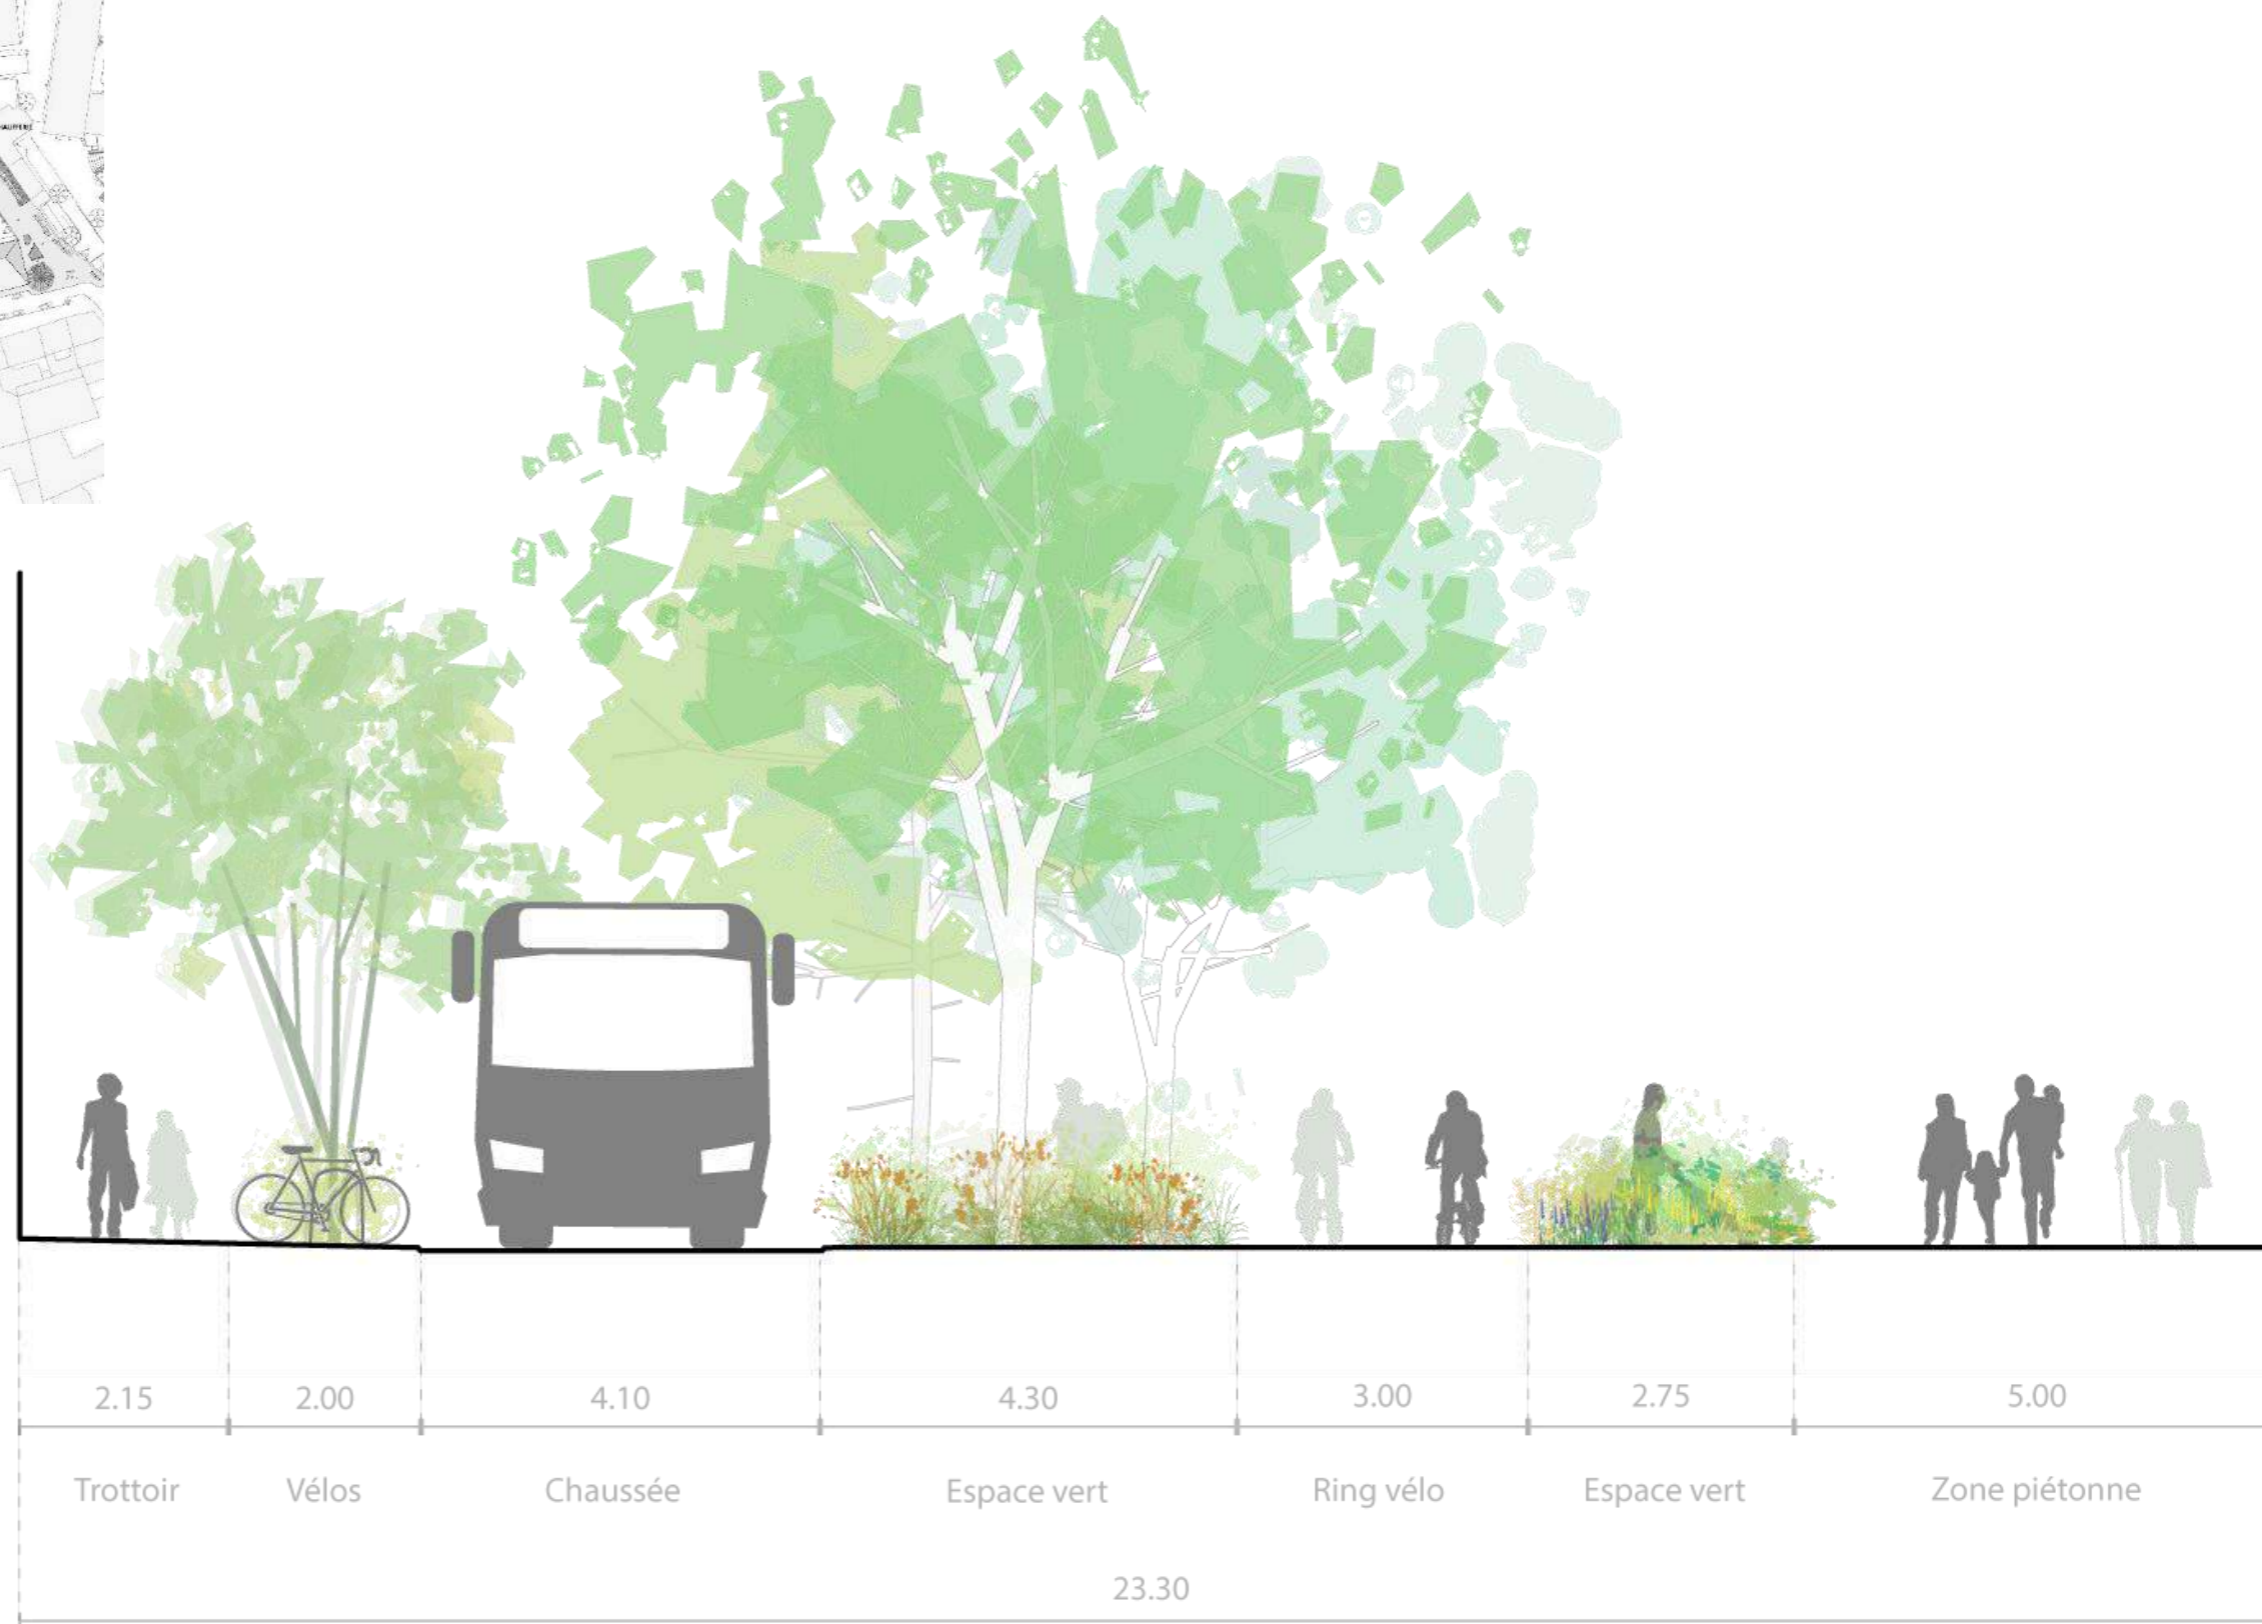 2.15 2.00 4.10 4.30 3.00 2.75 5.00
Trottoir Vélos Chaussée Espace vert Ring vélo Espace vert Zone piétonne
23.30